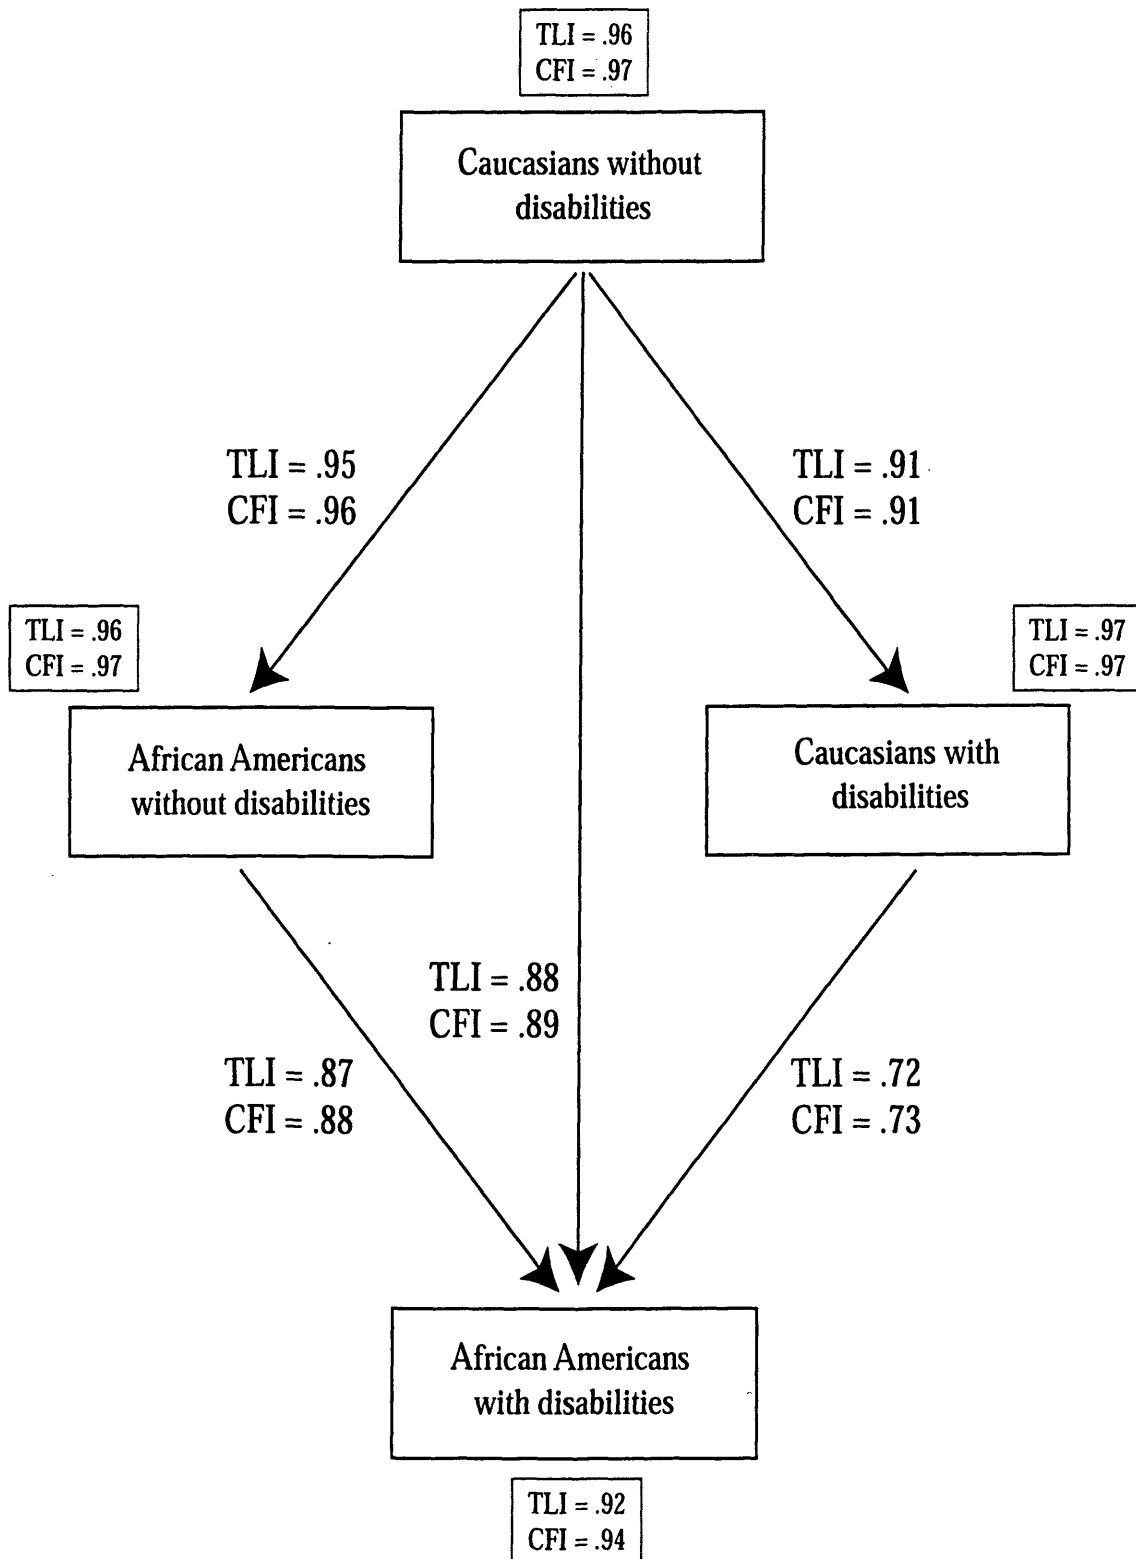 TLI = .96
CFI = .97
Caucasians without
disabilities
TLI = .95
CFI = .96
TLI = .91
CFI = .91
TLI = .96
CFI = .97
TLI = .97
CFI = .97
African Americans
without disabilities
Caucasians with
disabilities
TLI = .88
CFI = .89
TLI = .87
CFI = .88
TLI = .72
CFI = .73
African Americans
with disabilities
TLI = .92
CFI = .94